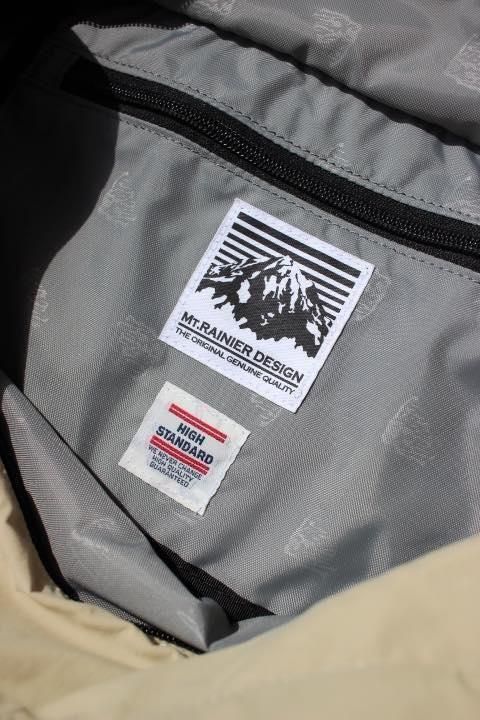 MT.RAINIER DESIGN
THE ORIGINAL GENUINE QUALITY
HIGH
STANDARD
WE NEVER CHANGE
HIGH QUALITY
GUARANTEED